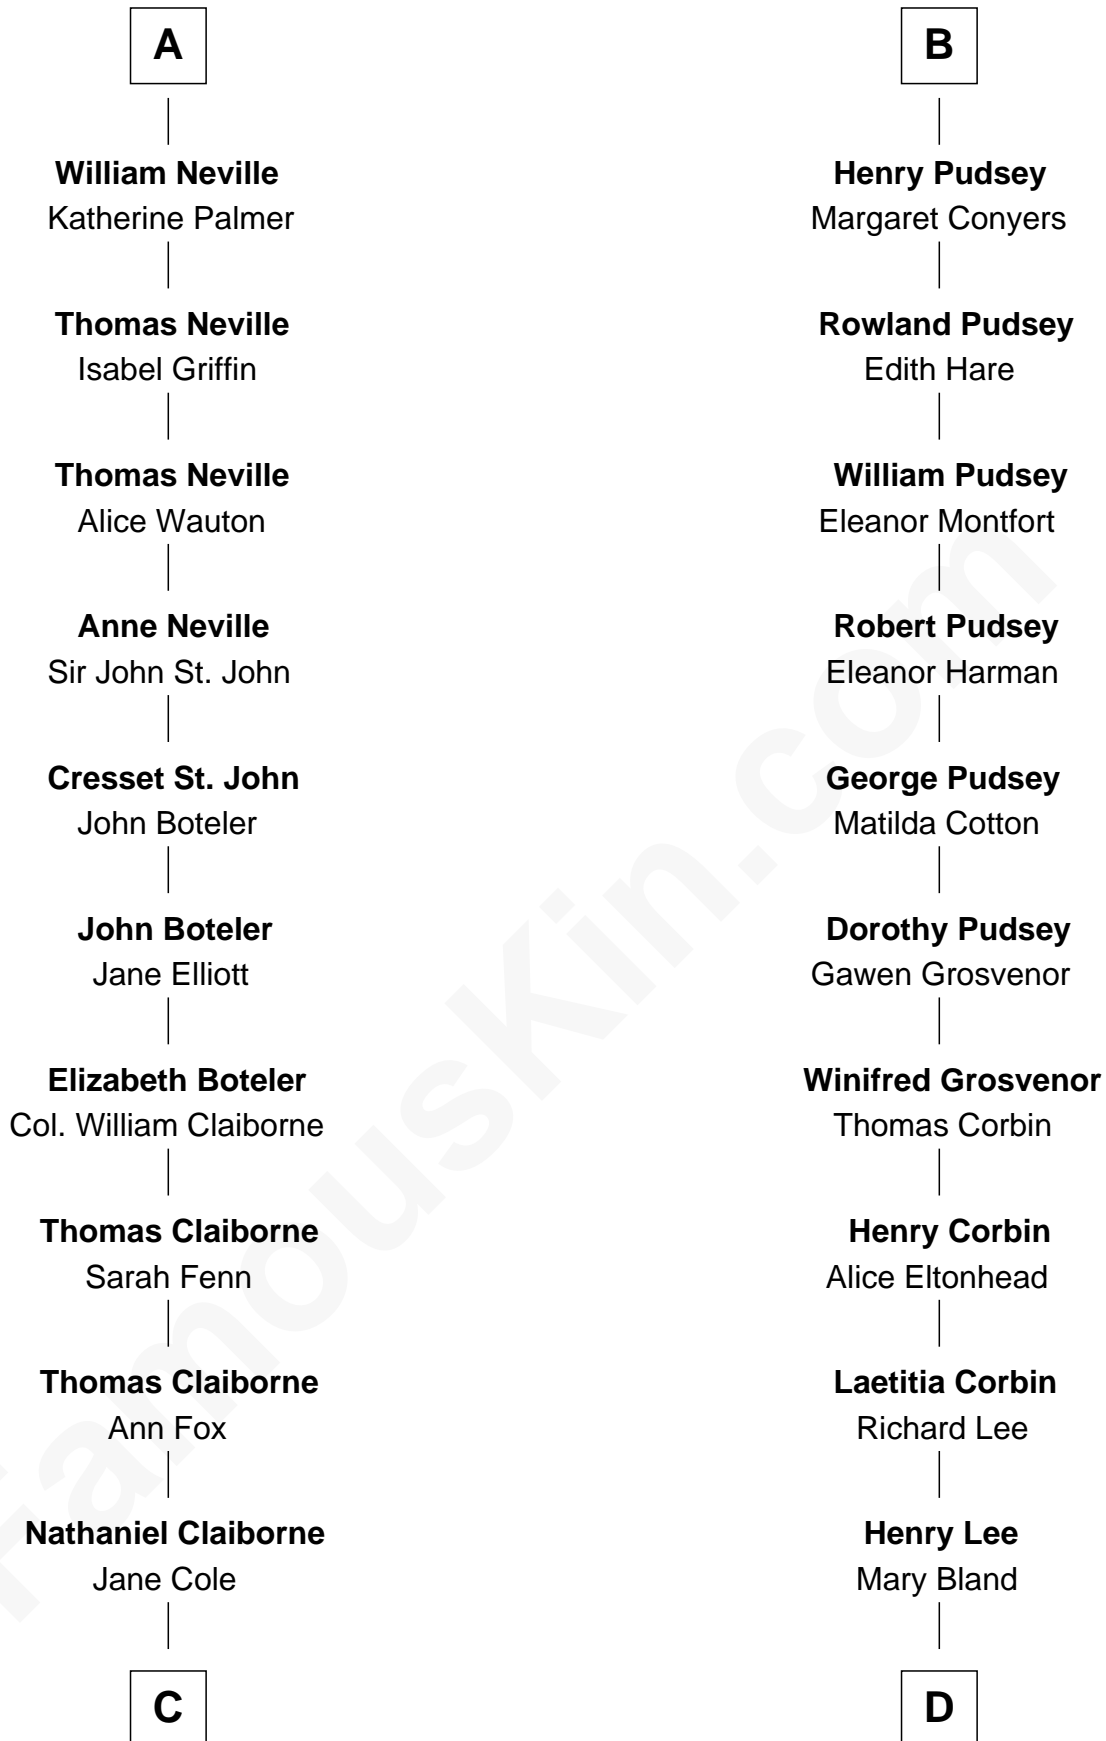 A
William Neville
Katherine Palmer
Thomas Neville
Isabel Griffin
Thomas Neville
Alice Wauton
Anne Neville
Sir John St. John
Cresset St. John
John Boteler
John Boteler
Jane Elliott
Elizabeth Boteler
Col. William Claiborne
Thomas Claiborne
Sarah Fenn
Thomas Claiborne
Ann Fox
Nathaniel Claiborne
Jane Cole
C
B
Henry Pudsey
Margaret Conyers
Rowland Pudsey
Edith Hare
William Pudsey
Eleanor Montfort
Robert Pudsey
Eleanor Harman
George Pudsey
Matilda Cotton
Dorothy Pudsey
Gawen Grosvenor
Winifred Grosvenor
Thomas Corbin
Henry Corbin
Alice Eltonhead
Laetitia Corbin
Richard Lee
Henry Lee
Mary Bland
D
FamousKin.com